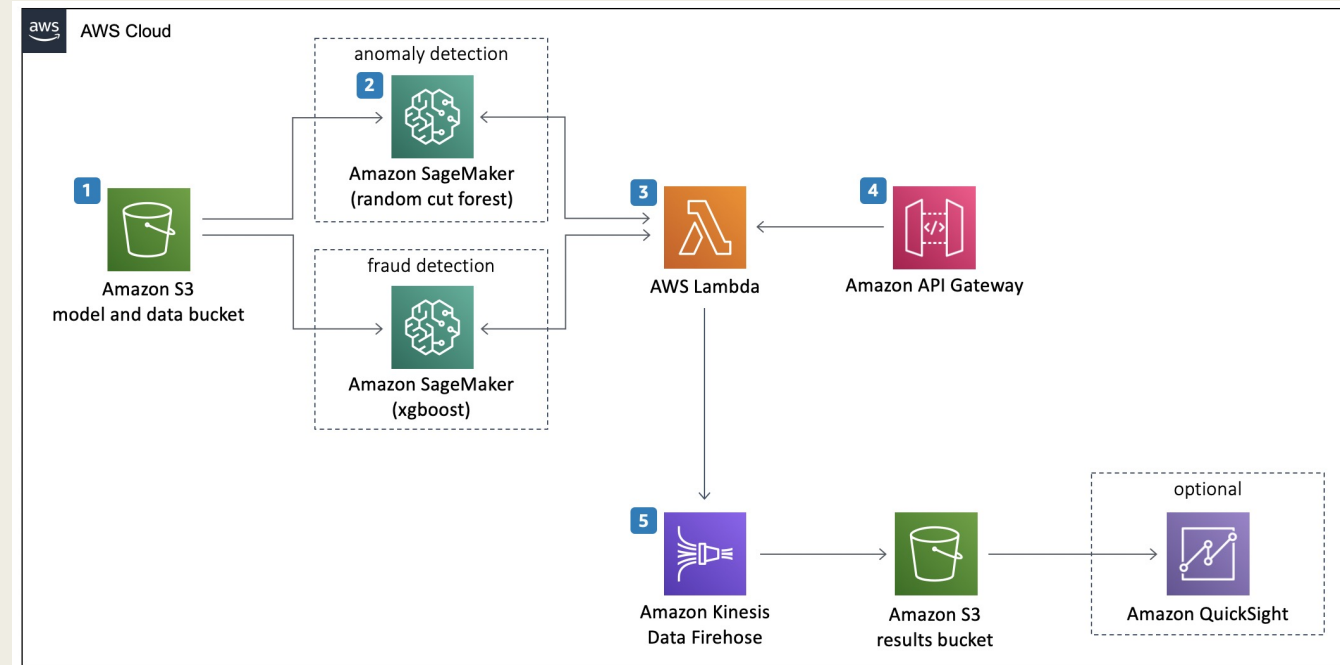 aws
AWS Cloud
anomaly detection
2
Amazon SageMaker
(random cut forest)
1
Amazon S3
model and data bucket
fraud detection
Amazon SageMaker
(xgboost)
3
AWS Lambda
4
</>
Amazon API Gateway
5
Amazon Kinesis
Data Firehose
Amazon S3
results bucket
optional
Amazon QuickSight